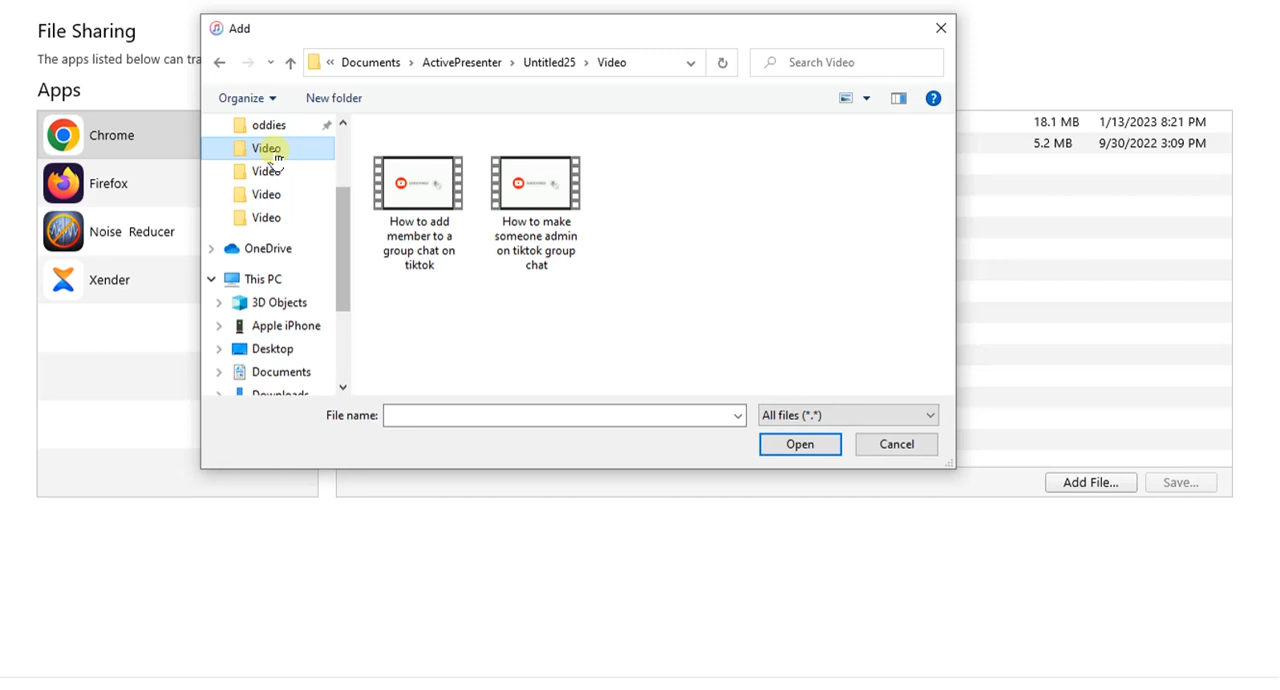 File Sharing
The apps listed below can tra
Apps
Chrome
Firefox
Noise Reducer
Xender
Add
« Documents › ActivePresenter › Untitled25 › Video
Search Video
Organize
New folder
oddies
Video
Video
Video
Video
OneDrive
This PC
3D Objects
Apple iPhone
Desktop
Documents
Downloads
How to add
member to a
group chat on
tiktok
How to make
someone admin
on tiktok group
chat
File name:
All files (*.*)
Open
Cancel
18.1 MB 1/13/2023 8:21 PM
5.2 MB 9/30/2022 3:09 PM
Add File...
Save...